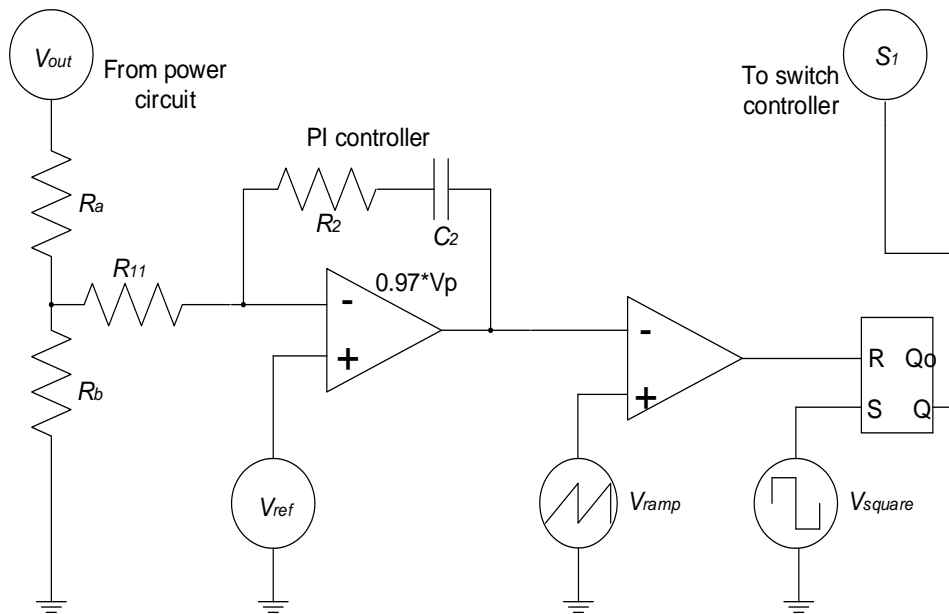 Vout
From power
circuit
S1
To switch
controller
PI controller
Ra
R2
C2
R11
0.97*Vp
-
+
-
+
Rb
R Qo
S Q
Vref
Vramp
Vsquare